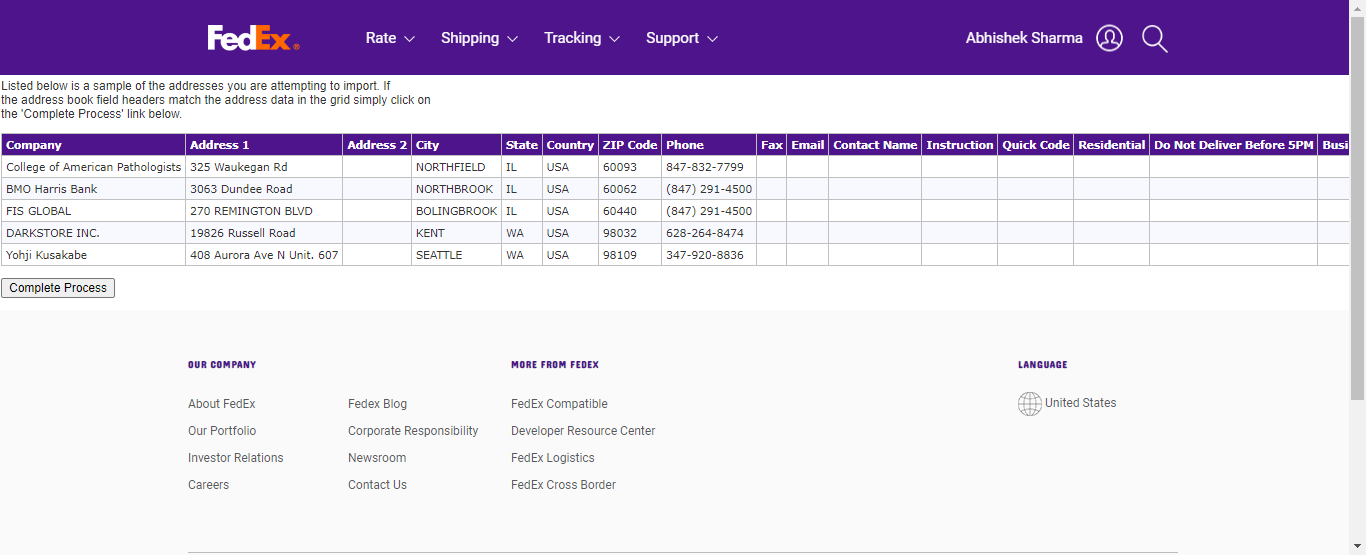 FedEx®
Rate Shipping Tracking Support Abhishek Sharma
Listed below is a sample of the addresses you are attempting to import. If
the address book field headers match the address data in the grid simply click on
the 'Complete Process' link below.
Company Address 1 Address 2 City State Country ZIP Code Phone Fax Email Contact Name Instruction Quick Code Residential Do Not Deliver Before 5PM Busi
College of American Pathologists 325 Waukegan Rd NORTHFIELD IL USA 60093 847-832-7799
BMO Harris Bank 3063 Dundee Road NORTHBROOK IL USA 60062 (847) 291-4500
FIS GLOBAL 270 REMINGTON BLVD BOLINGBROOK IL USA 60440 (847) 291-4500
DARKSTORE INC. 19826 Russell Road KENT WA USA 98032 628-264-8474
Yohji Kusakabe 408 Aurora Ave N Unit. 607 SEATTLE WA USA 98109 347-920-8836
Complete Process
OUR COMPANY MORE FROM FEDEX LANGUAGE
About FedEx Fedex Blog FedEx Compatible United States
Our Portfolio Corporate Responsibility Developer Resource Center
Investor Relations Newsroom FedEx Logistics
Careers Contact Us FedEx Cross Border